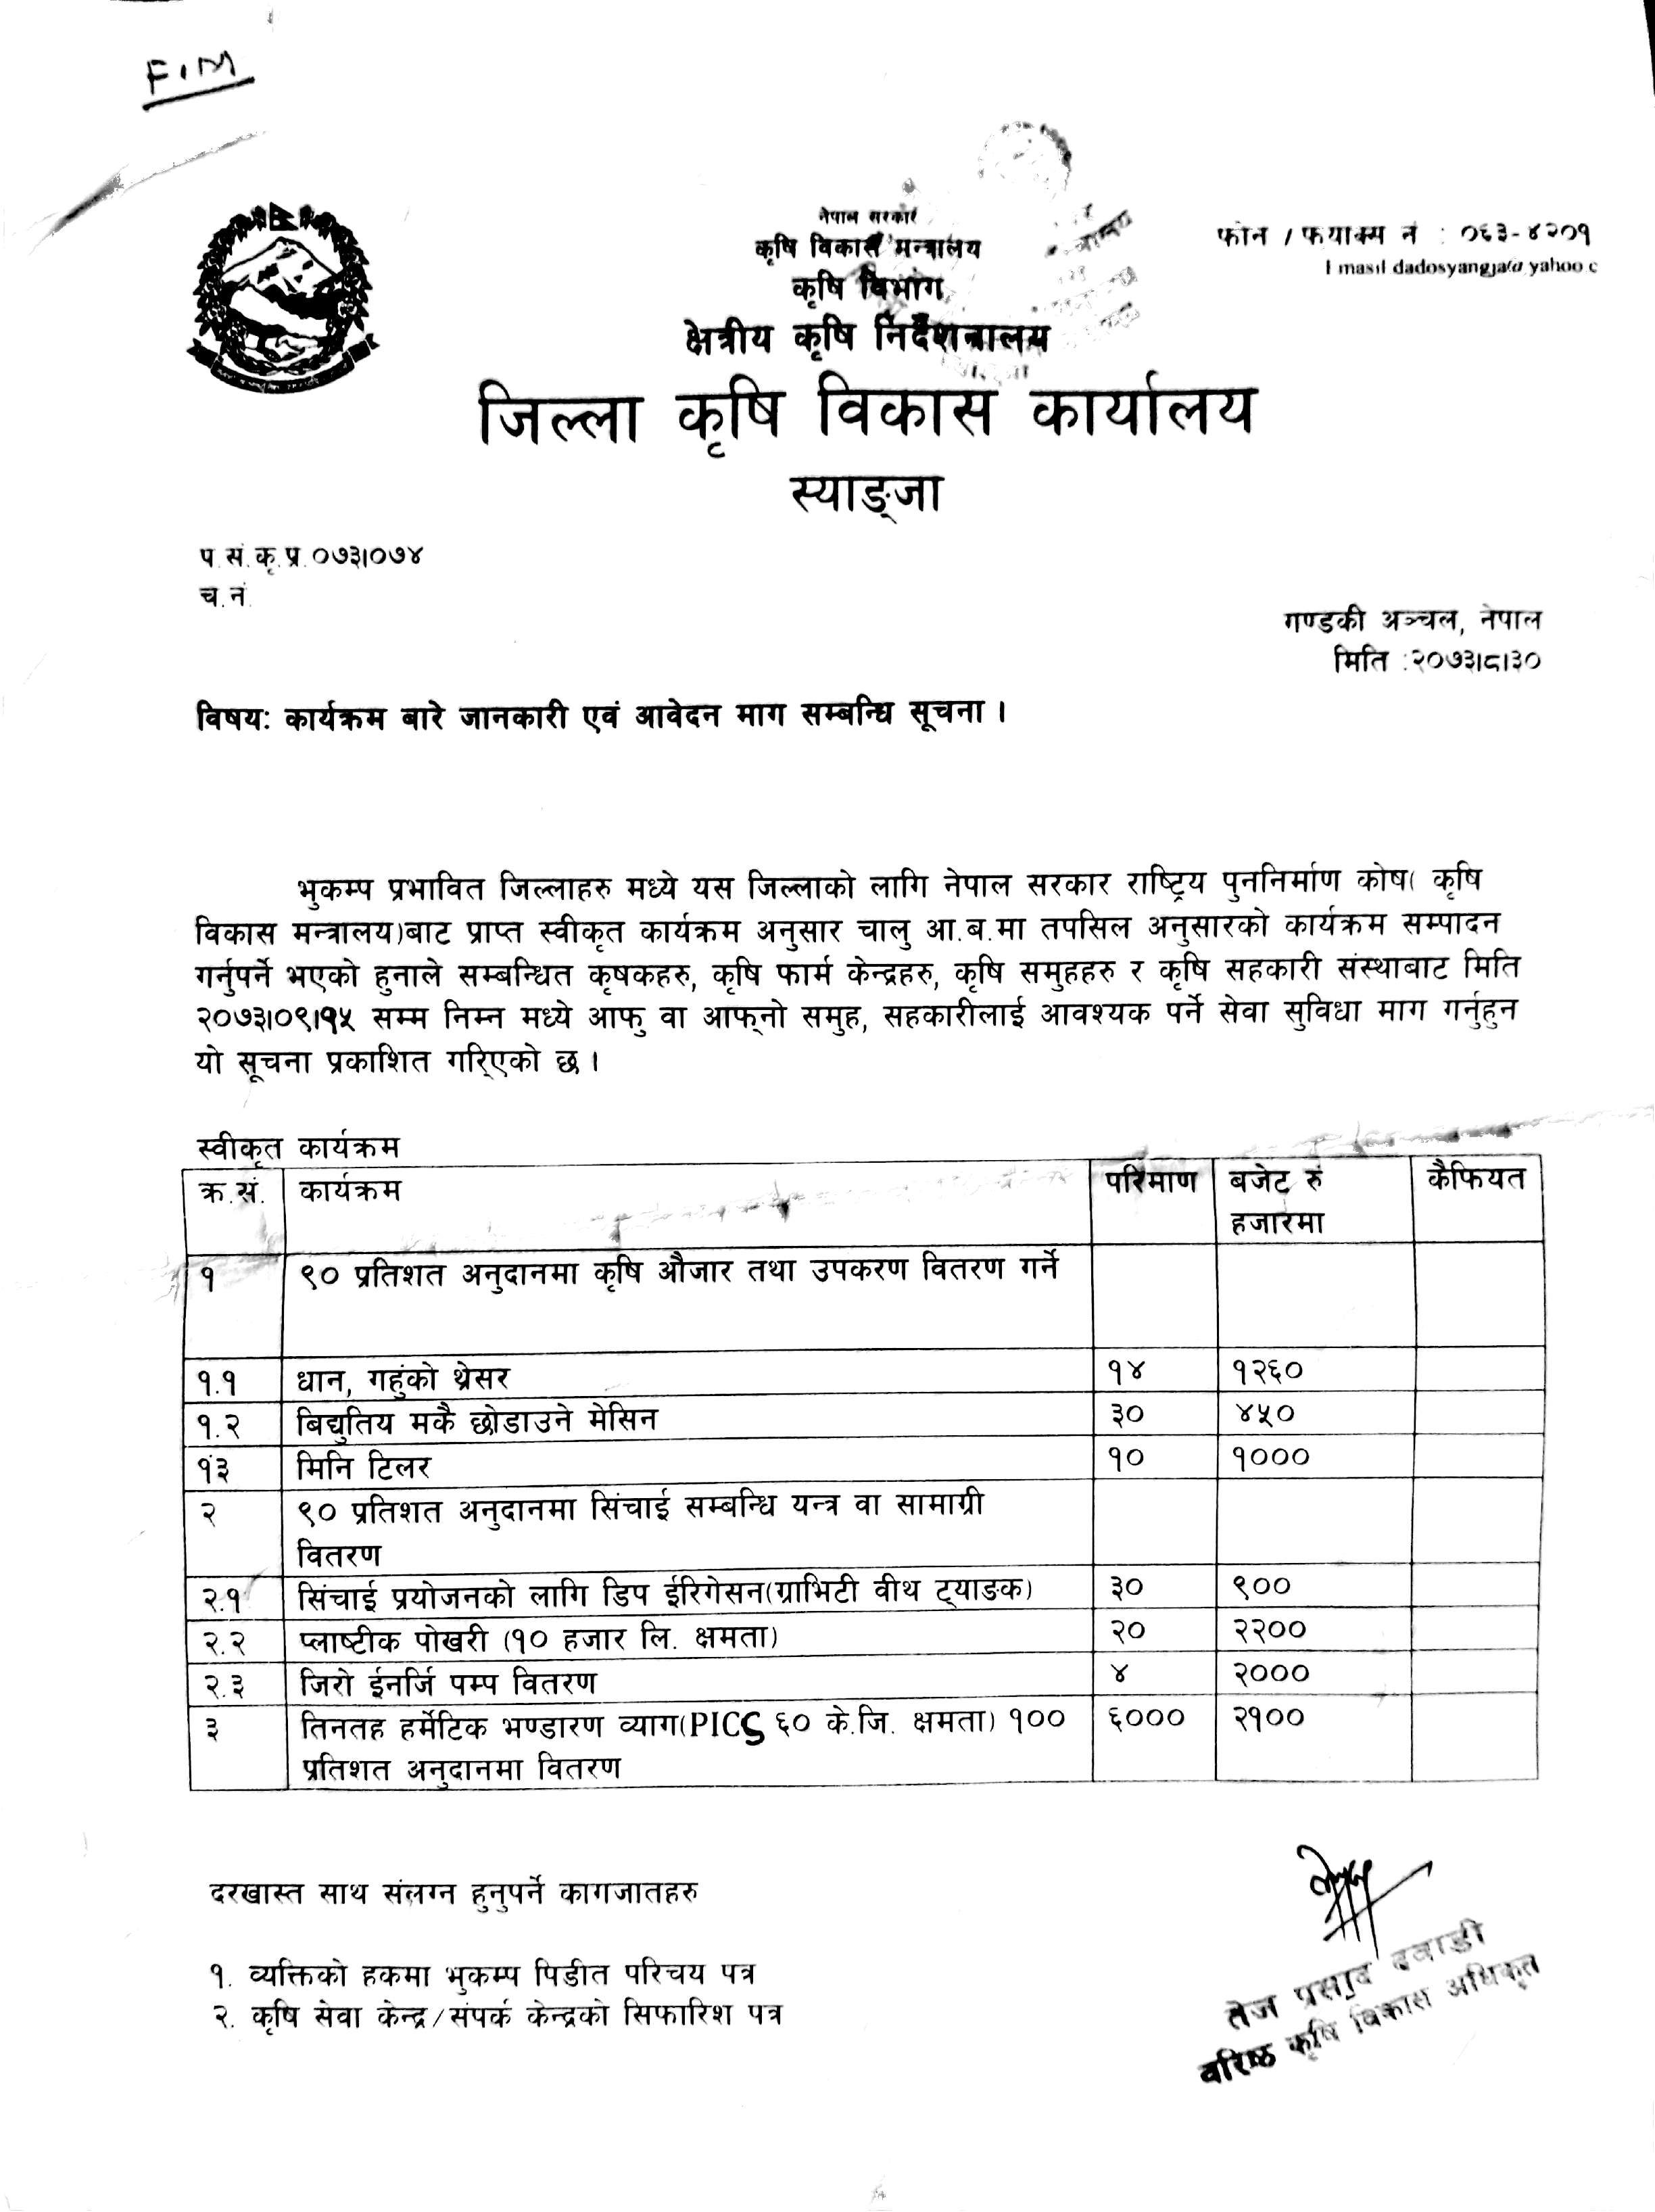 FIM
नेपाल सरकार
कृषि विकास मन्त्रालय
कृषि विभाग
क्षेत्रीय कृषि निर्देशनालय
जिल्ला कृषि विकास कार्यालय
स्याङ्जा
फोन / फ्याक्स नं : ०६३-४२०१
masil dadosyangja@yahoo.c
प.सं.कृ.प्र.०७३।०७४
च.नं.
गण्डकी अञ्चल, नेपाल
मिति :२०७३।८।३०
विषय: कार्यक्रम बारे जानकारी एवं आवेदन माग सम्बन्धि सूचना ।
भुकम्प प्रभावित जिल्लाहरु मध्ये यस जिल्लाको लागि नेपाल सरकार राष्ट्रिय पुननिर्माण कोष( कृषि
विकास मन्त्रालय)बाट प्राप्त स्वीकृत कार्यक्रम अनुसार चालु आ.ब.मा तपसिल अनुसारको कार्यक्रम सम्पादन
गर्नुपर्ने भएको हुनाले सम्बन्धित कृषकहरु, कृषि फार्म केन्द्रहरु, कृषि समुहहरु र कृषि सहकारी संस्थाबाट मिति
२०७३।०९।१५ सम्म निम्न मध्ये आफु वा आफ्नो समुह, सहकारीलाई आवश्यक पर्ने सेवा सुविधा माग गर्नुहुन
यो सूचना प्रकाशित गरिएको छ ।
स्वीकृत कार्यक्रम
क्र.सं. कार्यक्रम परिमाण बजेट रुं हजारमा कैफियत
१ ९० प्रतिशत अनुदानमा कृषि औजार तथा उपकरण वितरण गर्ने
१.१ धान, गहुंको थ्रेसर १४ १२६०
१.२ बिद्युतिय मकै छोडाउने मेसिन ३० ४५०
१.३ मिनि टिलर १० १०००
२ ९० प्रतिशत अनुदानमा सिंचाई सम्बन्धि यन्त्र वा सामाग्री
वितरण
२.१ सिंचाई प्रयोजनको लागि डिप ईरिगेसन(ग्राभिटी वीथ ट्याङक) ३० ९००
२.२ प्लाष्टीक पोखरी (१० हजार लि. क्षमता) २० २२००
२.३ जिरो ईनर्जि पम्प वितरण ४ २०००
३ तिनतह हर्मेटिक भण्डारण व्याग(PICS ६० के.जि. क्षमता) १०० ६००० २१००
प्रतिशत अनुदानमा वितरण
दरखास्त साथ संलग्न हुनुपर्ने कागजातहरु
१. व्यक्तिको हकमा भुकम्प पिडीत परिचय पत्र
२. कृषि सेवा केन्द्र/संपर्क केन्द्रको सिफारिश पत्र
तेज प्रसाद दवाडी
वरिष्ठ कृषि विकास अधिकृत